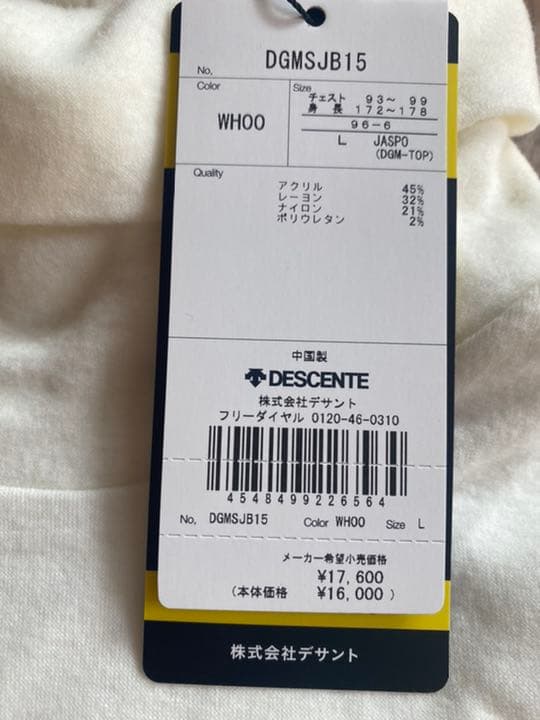 No. DGMSJB15
Color
WH00
Size
チェスト 93～ 99
身 長 172～178
96-6
L JASPO
(DGM-TOP)
Quality
アクリル 45%
レーヨン 32%
ナイロン 21%
ポリウレタン 2%
中国製
DESCENTE
株式会社デサント
フリーダイヤル 0120-46-0310
4548499226564
No, DGMSJB15 Color WH00 Size L
メーカー希望小売価格
¥17,600
(本体価格 ¥16,000 )
株式会社デサント